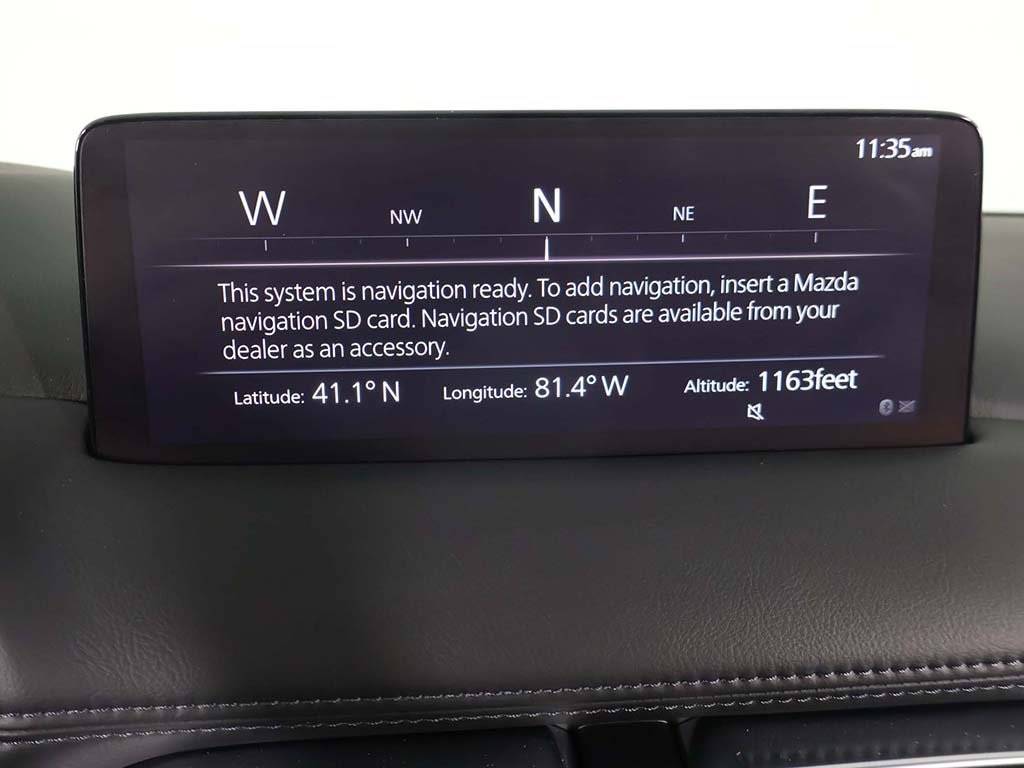 11:35am
W NW N NE E
This system is navigation ready. To add navigation, insert a Mazda
navigation SD card. Navigation SD cards are available from your
dealer as an accessory.
Latitude: 41.1° N Longitude: 81.4° W Altitude: 1163feet